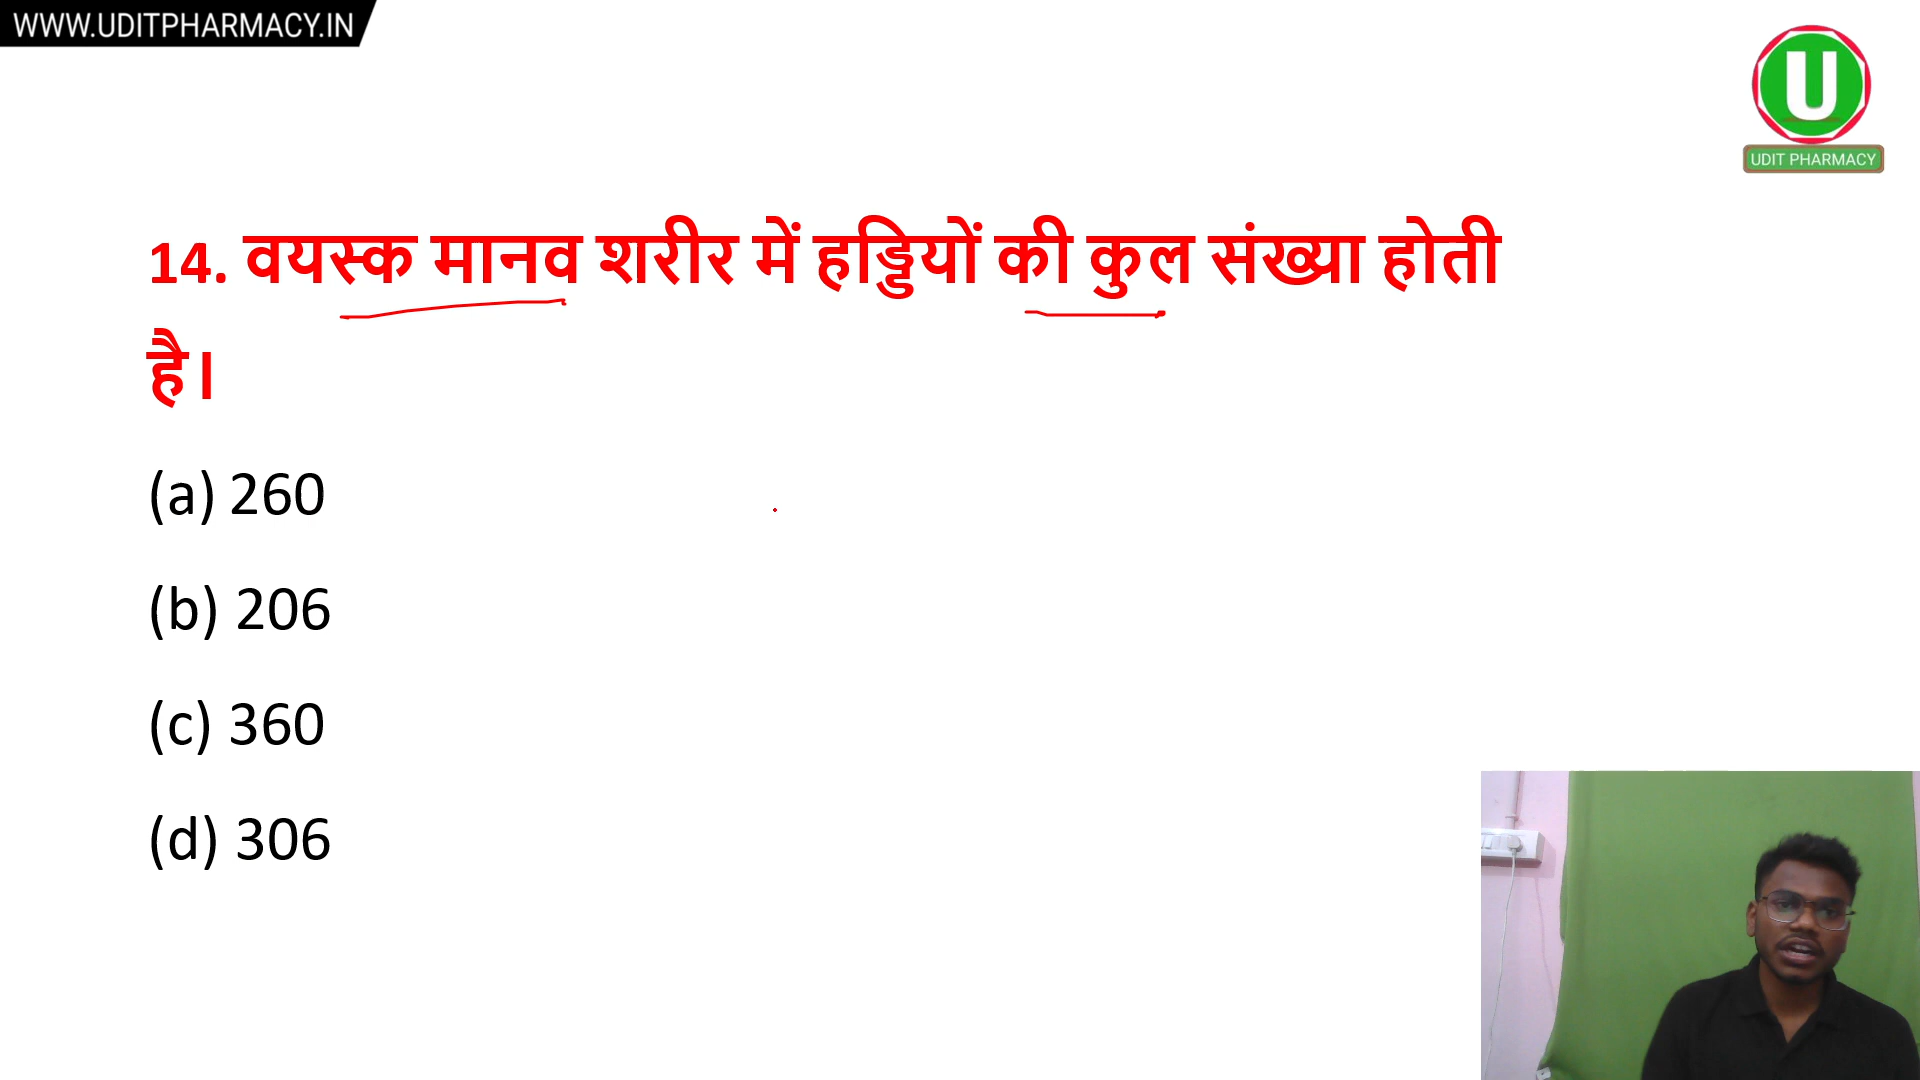 WWW.UDITPHARMACY.IN
U
UDIT PHARMACY
14. वयस्क मानव शरीर में हड्डियों की कुल संख्या होती
है।
(a) 260
(b) 206
(c) 360
(d) 306